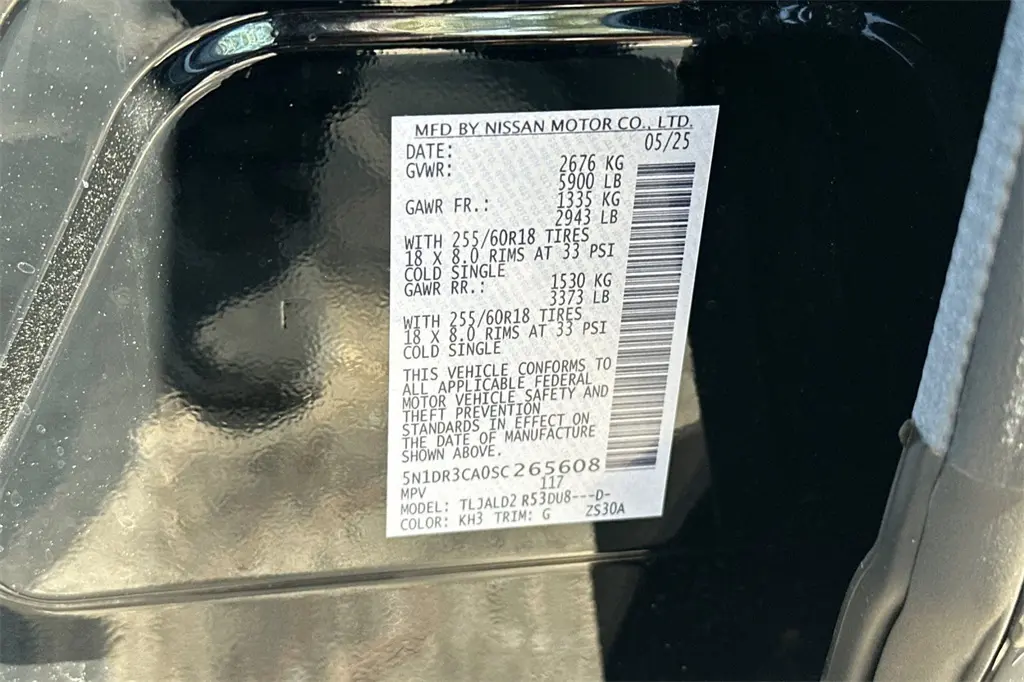 MFD BY NISSAN MOTOR CO., LTD.
DATE: 05/25
GVWR: 2676 KG
5900 LB
GAWR FR.: 1335 KG
2943 LB
WITH 255/60R18 TIRES
18 X 8.0 RIMS AT 33 PSI
COLD SINGLE
GAWR RR.: 1530 KG
3373 LB
WITH 255/60R18 TIRES
18 X 8.0 RIMS AT 33 PSI
COLD SINGLE
THIS VEHICLE CONFORMS TO
ALL APPLICABLE FEDERAL
MOTOR VEHICLE SAFETY AND
THEFT PREVENTION
STANDARDS IN EFFECT ON
THE DATE OF MANUFACTURE
SHOWN ABOVE.
5N1DR3CA0SC265608
MPV 117
MODEL: TLJALD2 R53DU8---D-
COLOR: KH3 TRIM: G ZS30A